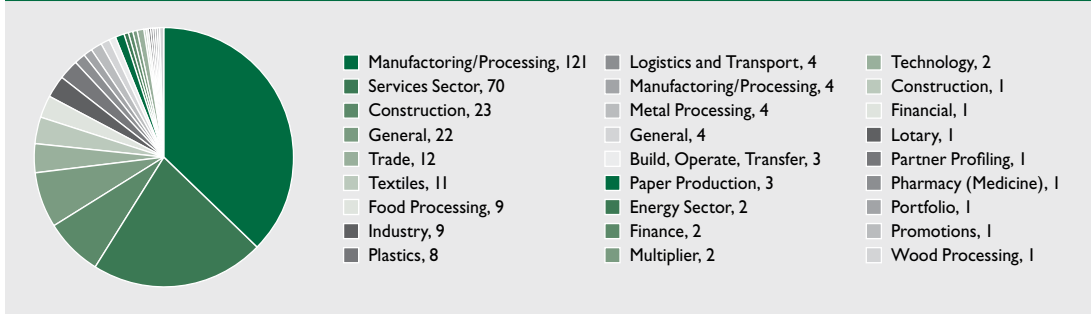 Manufactoring/Processing, 121
Services Sector, 70
Construction, 23
General, 22
Trade, 12
Textiles, 11
Food Processing, 9
Industry, 9
Plastics, 8
Logistics and Transport, 4
Manufactoring/Processing, 4
Metal Processing, 4
General, 4
Build, Operate, Transfer, 3
Paper Production, 3
Energy Sector, 2
Finance, 2
Multiplier, 2
Technology, 2
Construction, 1
Financial, 1
Lotary, 1
Partner Profiling, 1
Pharmacy (Medicine), 1
Portfolio, 1
Promotions, 1
Wood Processing, 1